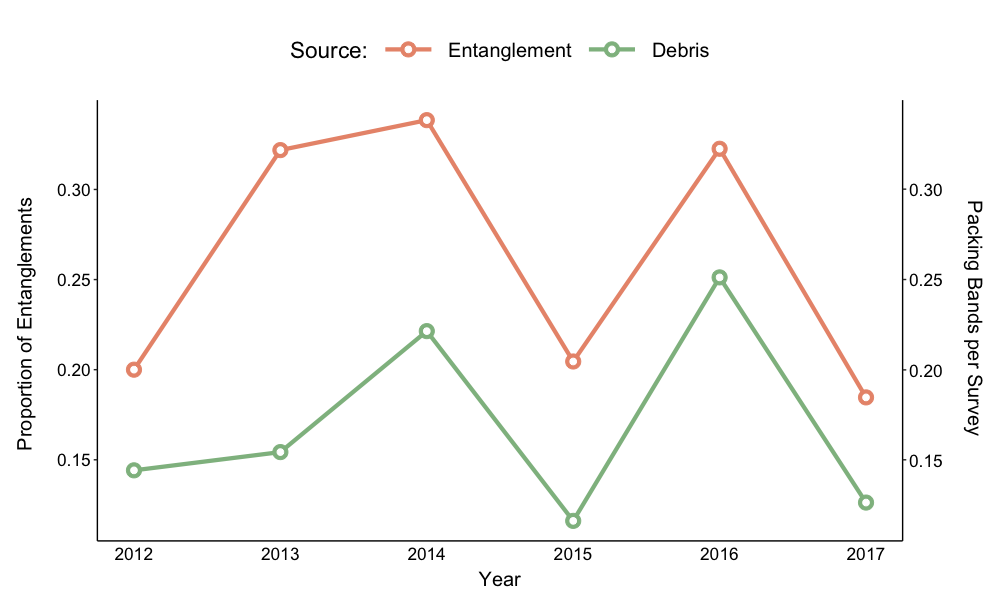 Source: Entanglement Debris
Proportion of Entanglements
0.30
0.25
0.20
0.15
0.30
0.25
0.20
0.15
Packing Bands per Survey
2012 2013 2014 2015 2016 2017
Year